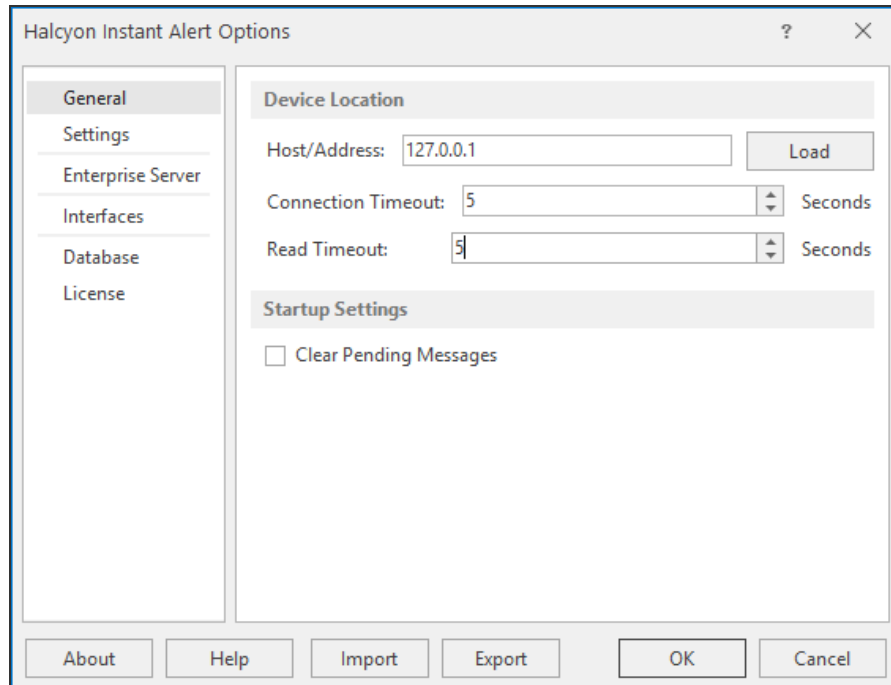 Halcyon Instant Alert Options ?
General
Settings
Enterprise Server
Interfaces
Database
License
Device Location
Host/Address: 127.0.0.1 Load
Connection Timeout: 5 Seconds
Read Timeout: 5 Seconds
Startup Settings
Clear Pending Messages
About Help Import Export OK Cancel